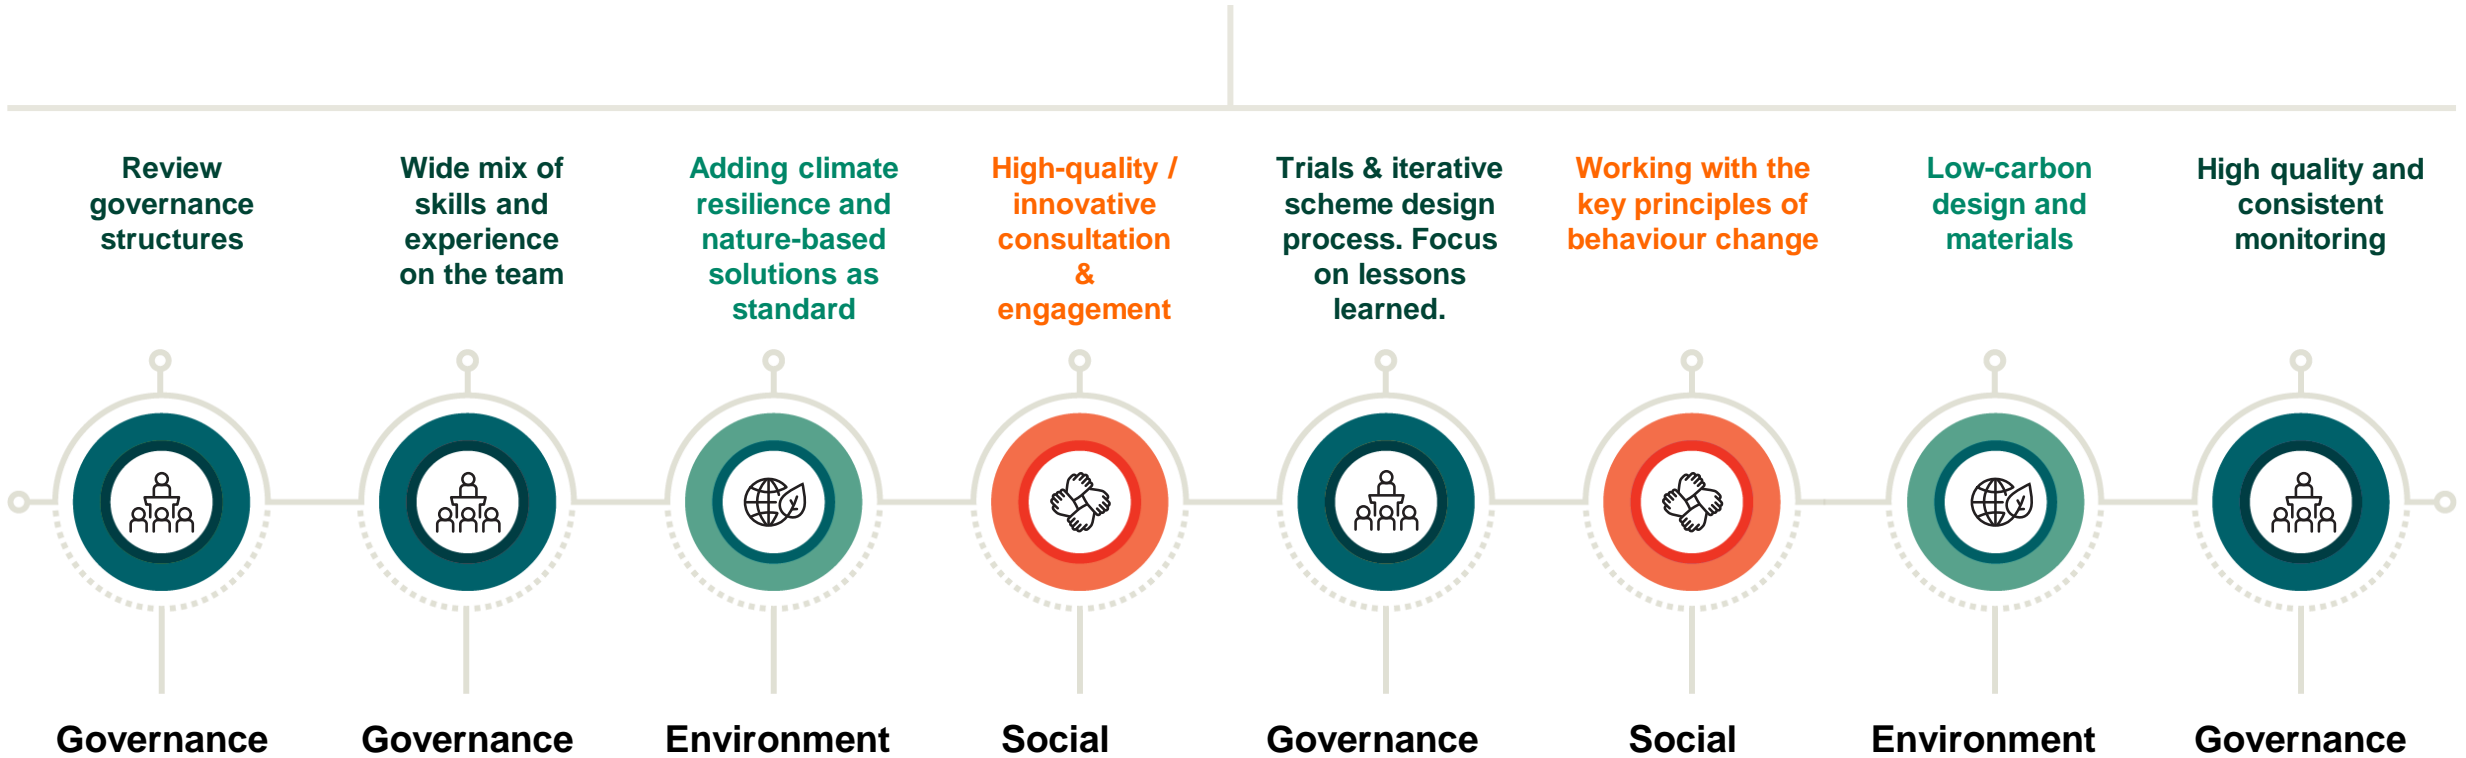 Review
governance
structures
Wide mix of
skills and
experience
on the team
Adding climate
resilience and
nature-based
solutions as
standard
High-quality /
innovative
consultation
&
engagement
Trials & iterative
scheme design
process. Focus
on lessons
learned.
Working with the
key principles of
behaviour change
Low-carbon
design and
materials
High quality and
consistent
monitoring
Governance
Governance
Environment
Social
Governance
Social
Environment
Governance